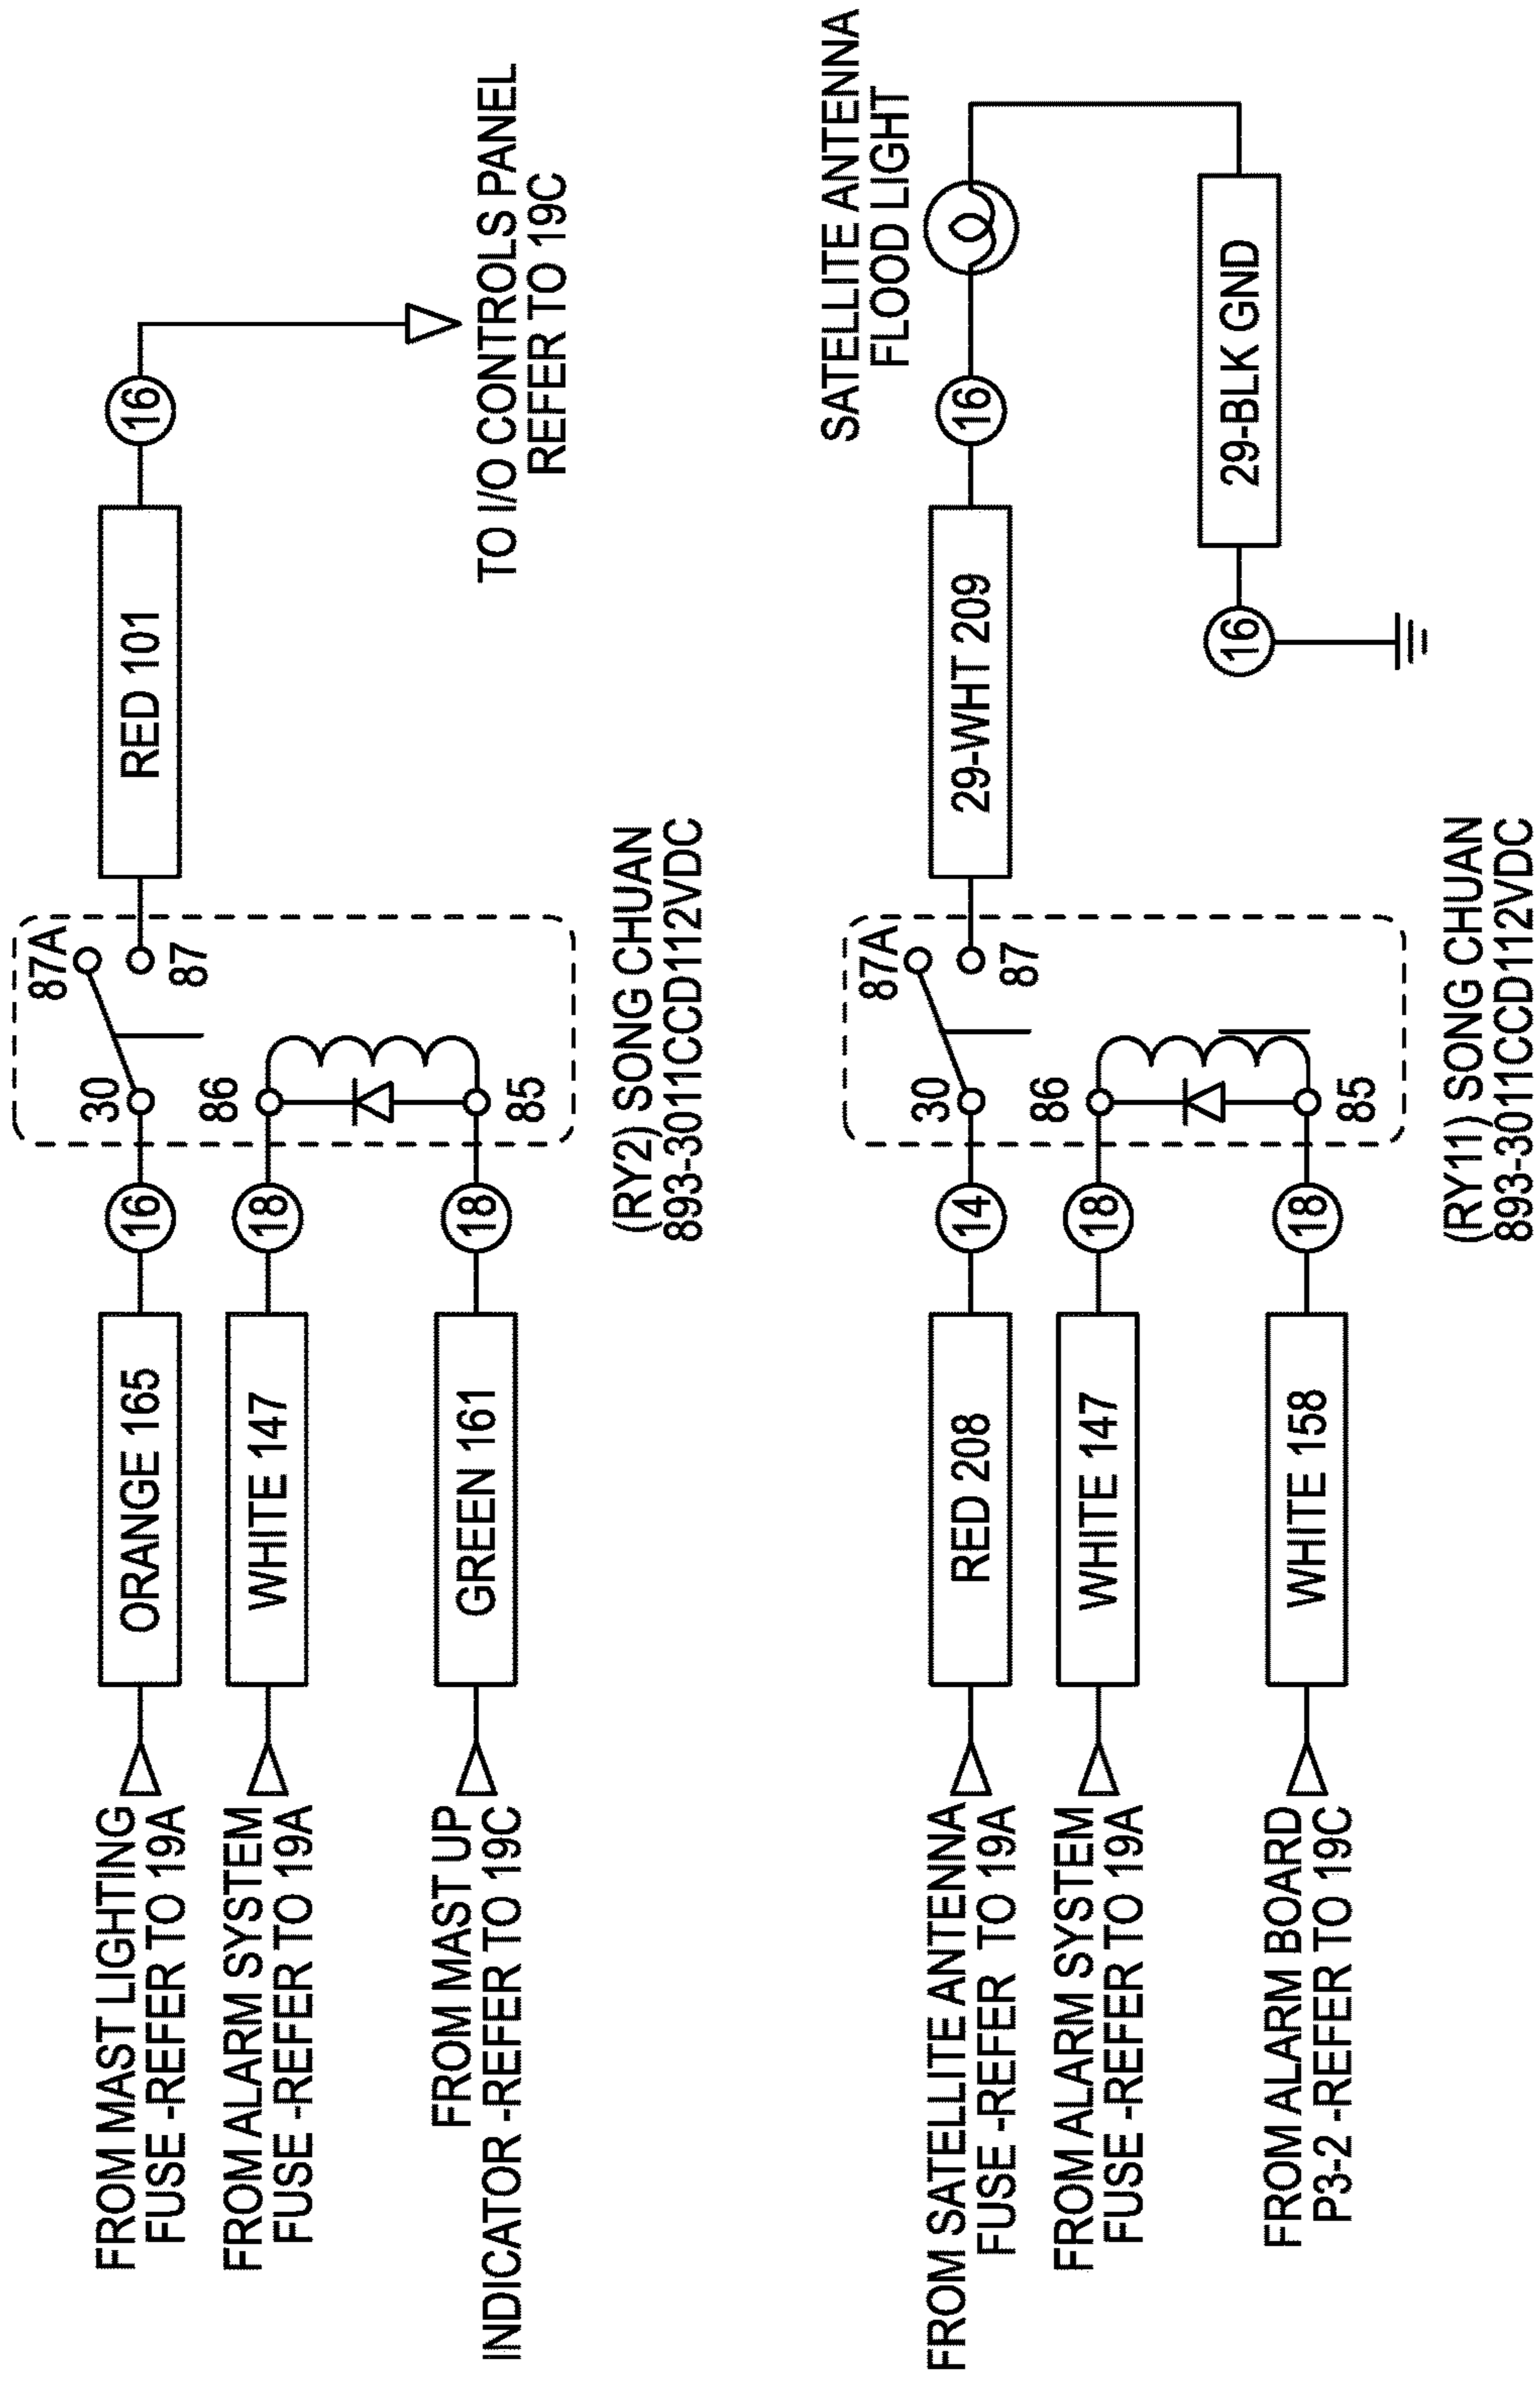 FROM MAST LIGHTING
FUSE -REFER TO 19A
ORANGE 165
16
30
87A
87
RED 101
16
TO I/O CONTROLS PANEL
REFER TO 19C
FROM ALARM SYSTEM
FUSE -REFER TO 19A
WHITE 147
18
86
FROM MAST UP
INDICATOR -REFER TO 19C
GREEN 161
18
85
(RY2) SONG CHUAN
893-3011CCD112VDC
FROM SATELLITE ANTENNA
FUSE -REFER TO 19A
RED 208
14
30
87A
87
29-WHT 209
16
SATELLITE ANTENNA
FLOOD LIGHT
FROM ALARM SYSTEM
FUSE -REFER TO 19A
WHITE 147
18
86
16
29-BLK GND
FROM ALARM BOARD
P3-2 -REFER TO 19C
WHITE 158
18
85
(RY11) SONG CHUAN
893-3011CCD112VDC